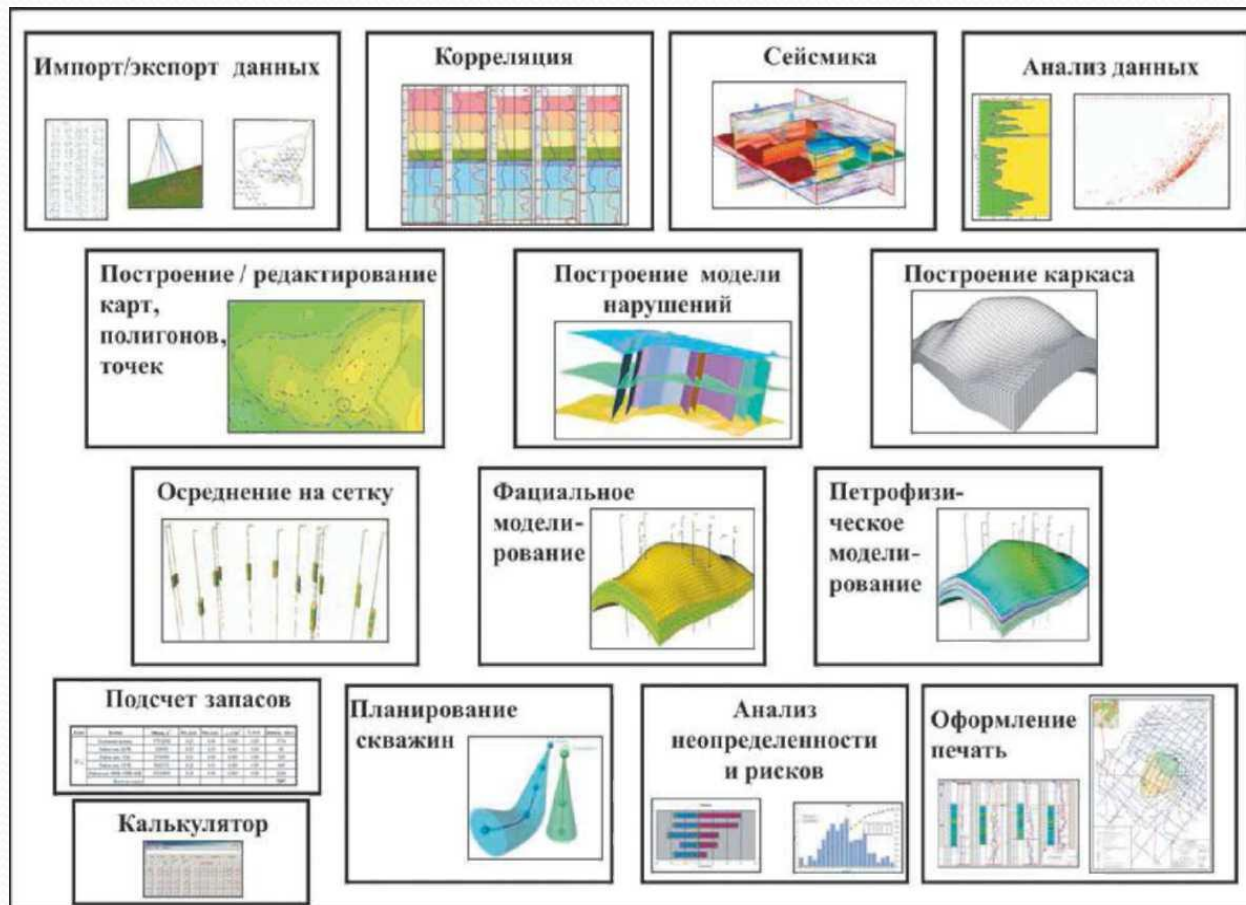 Импорт/экспорт данных
Корреляция
Сейсмика
Анализ данных
Построение / редактирование
карт,
полигонов,
точек
Построение модели
нарушений
Построение каркаса
Осреднение на сетку
Фациальное
модели-
рование
Петрофизи-
ческое
модели-
рование
Подсчет запасов
Калькулятор
Планирование
скважин
Анализ
неопределенности
и рисков
Оформление
печать